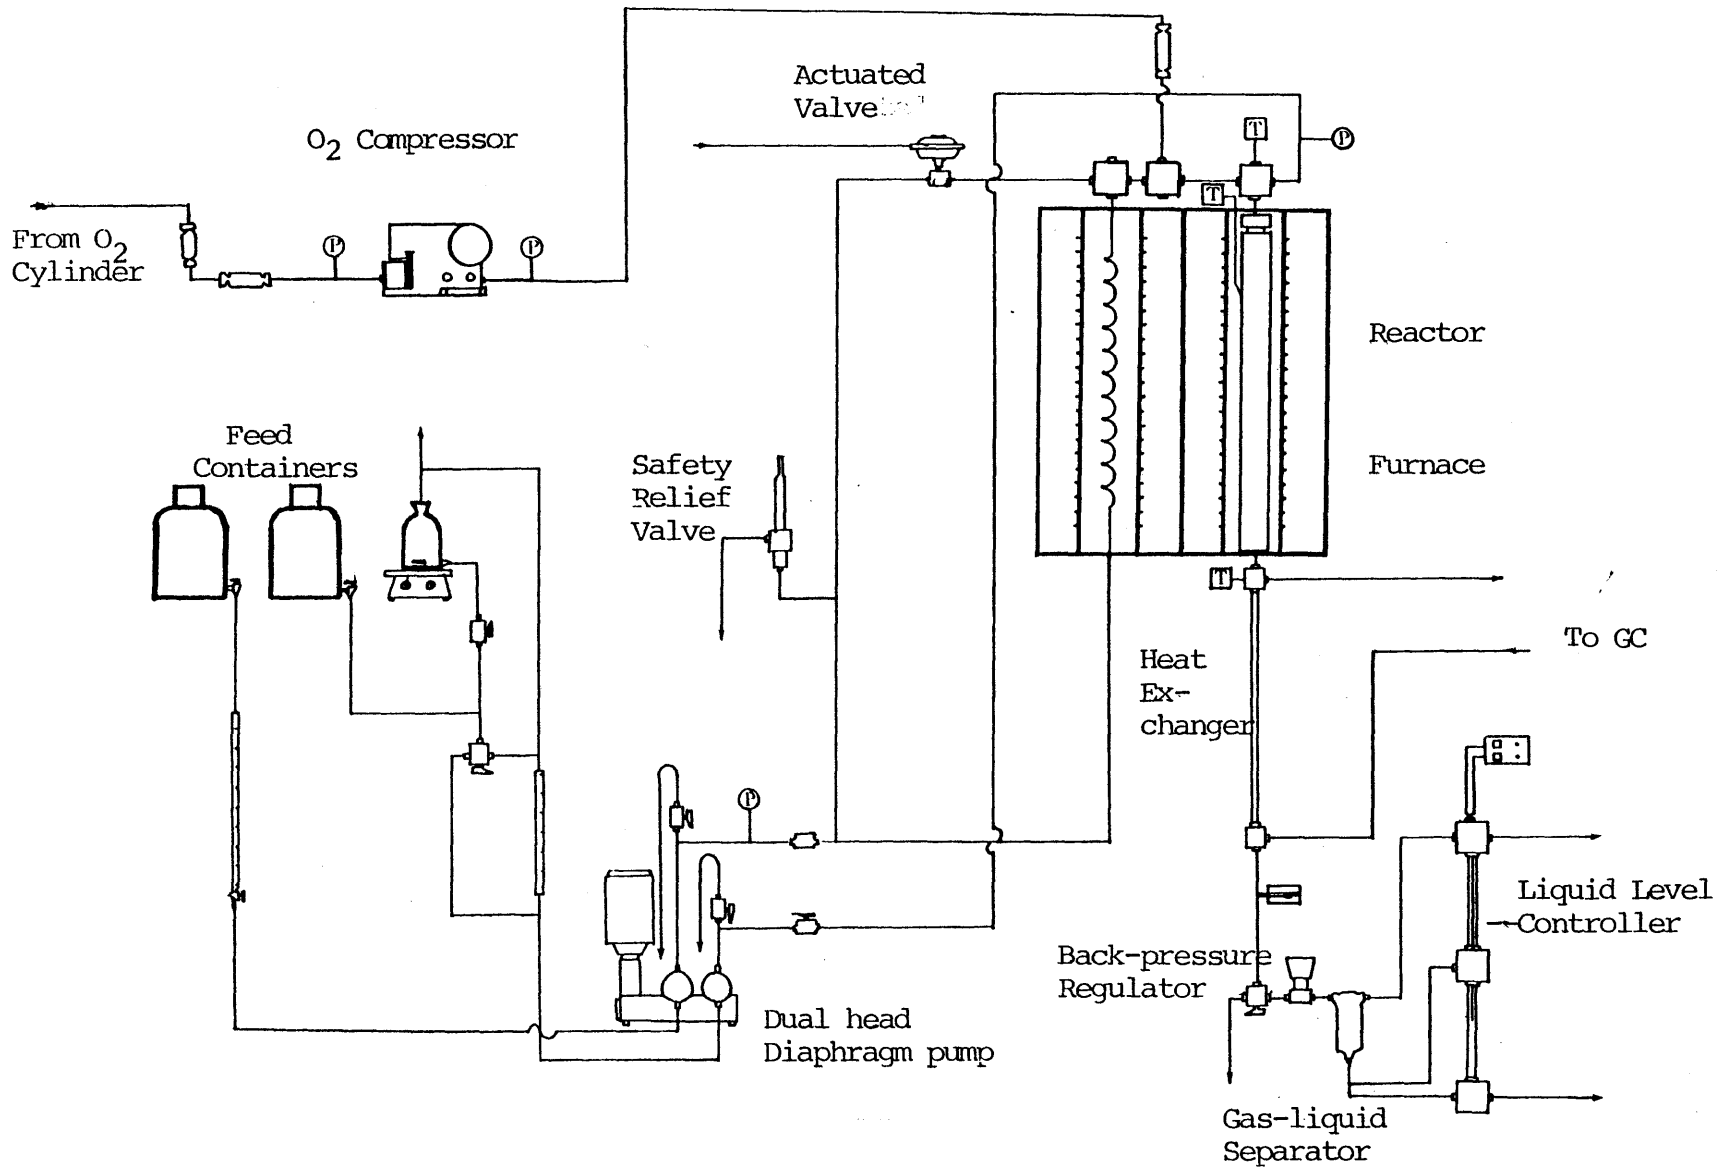 Actuated
Valve
O2 Compressor
T
P
T
From O2
Cylinder
P
P
Reactor
Feed
Containers
Safety
Relief
Valve
Furnace
T
To GC
Heat
Ex-
changer
P
Liquid Level
Controller
Back-pressure
Regulator
Dual head
Diaphragm pump
Gas-liquid
Separator